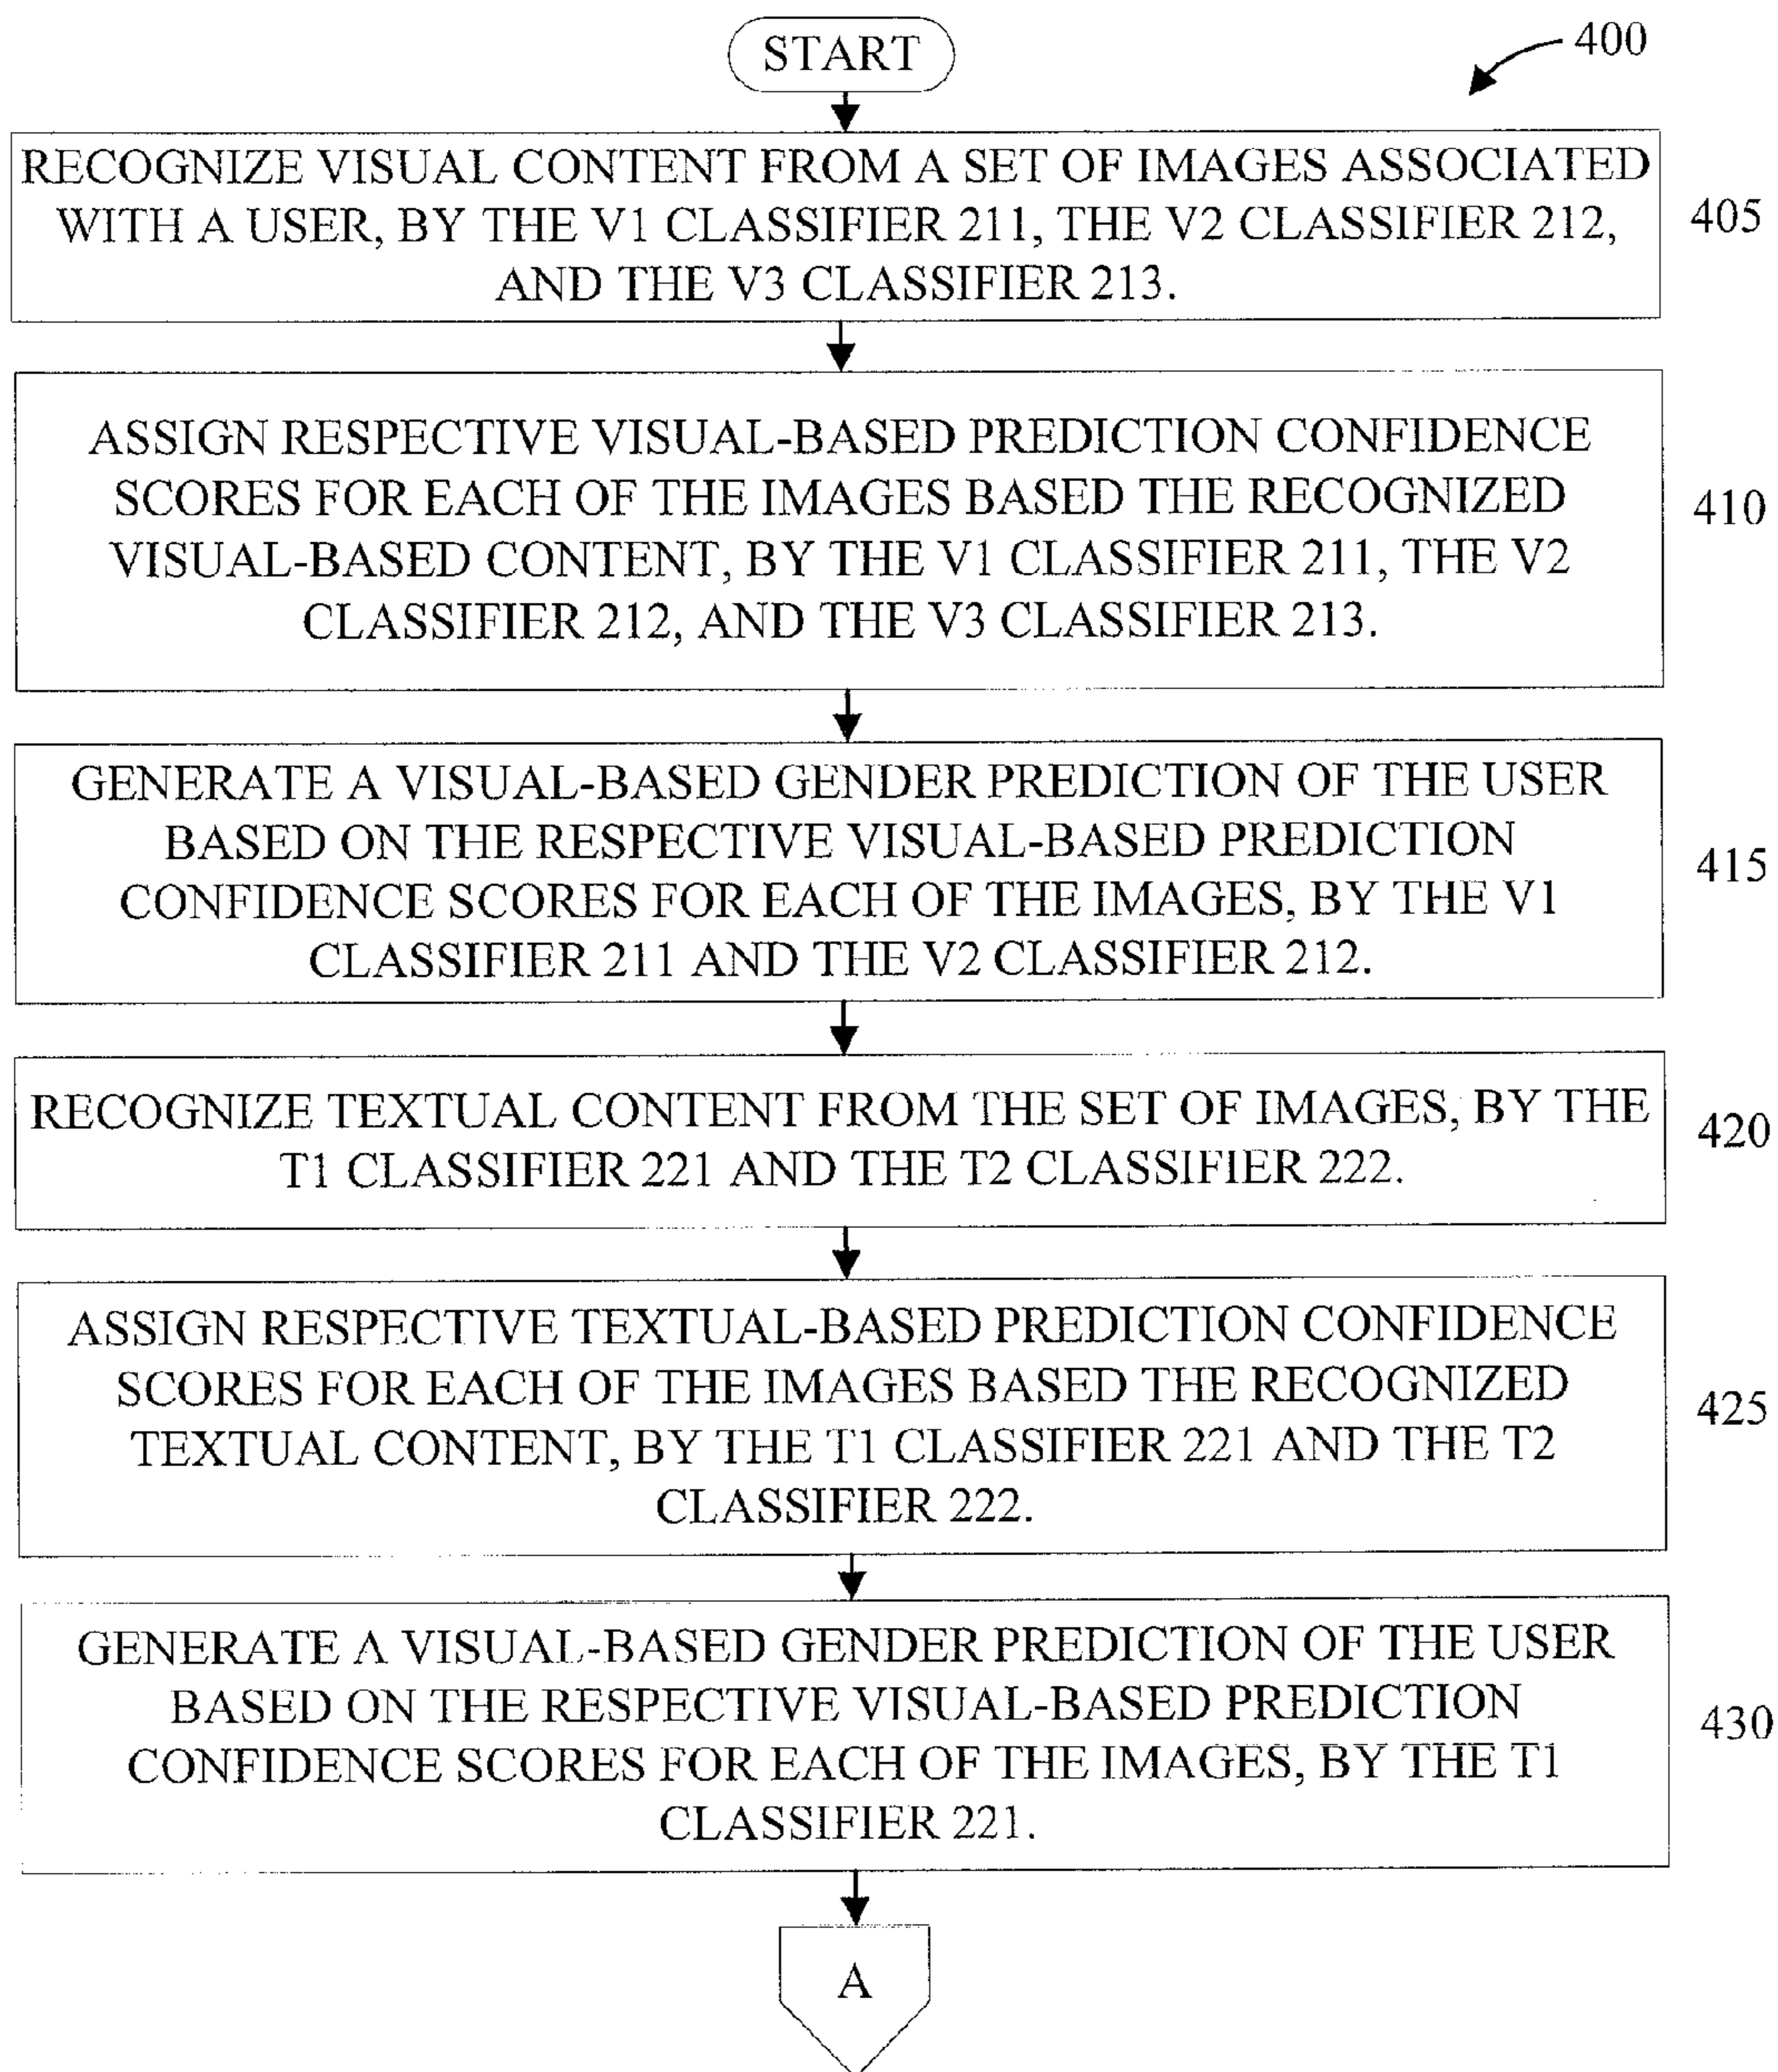 START
400
RECOGNIZE VISUAL CONTENT FROM A SET OF IMAGES ASSOCIATED
WITH A USER, BY THE V1 CLASSIFIER 211, THE V2 CLASSIFIER 212,
AND THE V3 CLASSIFIER 213.
405
ASSIGN RESPECTIVE VISUAL-BASED PREDICTION CONFIDENCE
SCORES FOR EACH OF THE IMAGES BASED THE RECOGNIZED
VISUAL-BASED CONTENT, BY THE V1 CLASSIFIER 211, THE V2
CLASSIFIER 212, AND THE V3 CLASSIFIER 213.
410
GENERATE A VISUAL-BASED GENDER PREDICTION OF THE USER
BASED ON THE RESPECTIVE VISUAL-BASED PREDICTION
CONFIDENCE SCORES FOR EACH OF THE IMAGES, BY THE V1
CLASSIFIER 211 AND THE V2 CLASSIFIER 212.
415
RECOGNIZE TEXTUAL CONTENT FROM THE SET OF IMAGES, BY THE
T1 CLASSIFIER 221 AND THE T2 CLASSIFIER 222.
420
ASSIGN RESPECTIVE TEXTUAL-BASED PREDICTION CONFIDENCE
SCORES FOR EACH OF THE IMAGES BASED THE RECOGNIZED
TEXTUAL CONTENT, BY THE T1 CLASSIFIER 221 AND THE T2
CLASSIFIER 222.
425
GENERATE A VISUAL-BASED GENDER PREDICTION OF THE USER
BASED ON THE RESPECTIVE VISUAL-BASED PREDICTION
CONFIDENCE SCORES FOR EACH OF THE IMAGES, BY THE T1
CLASSIFIER 221.
430
A